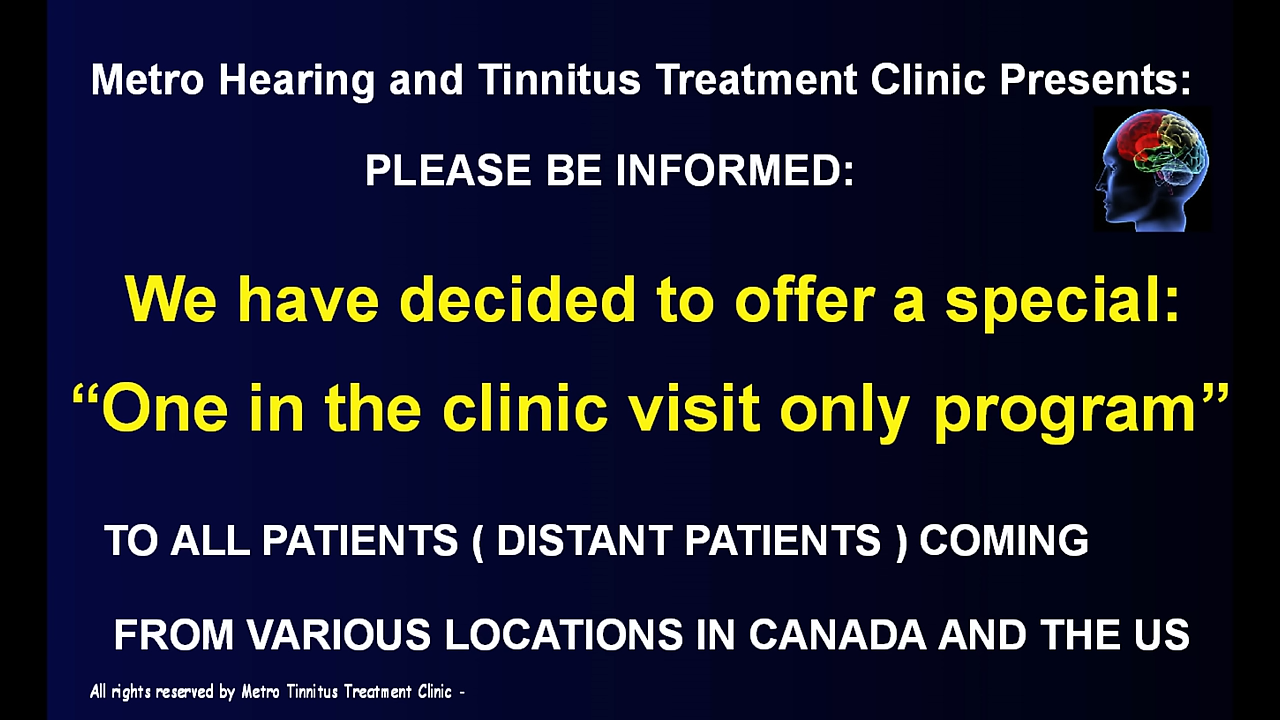 Metro Hearing and Tinnitus Treatment Clinic Presents:
PLEASE BE INFORMED:
We have decided to offer a special:
“One in the clinic visit only program”
TO ALL PATIENTS ( DISTANT PATIENTS ) COMING
FROM VARIOUS LOCATIONS IN CANADA AND THE US
All rights reserved by Metro Tinnitus Treatment Clinic -